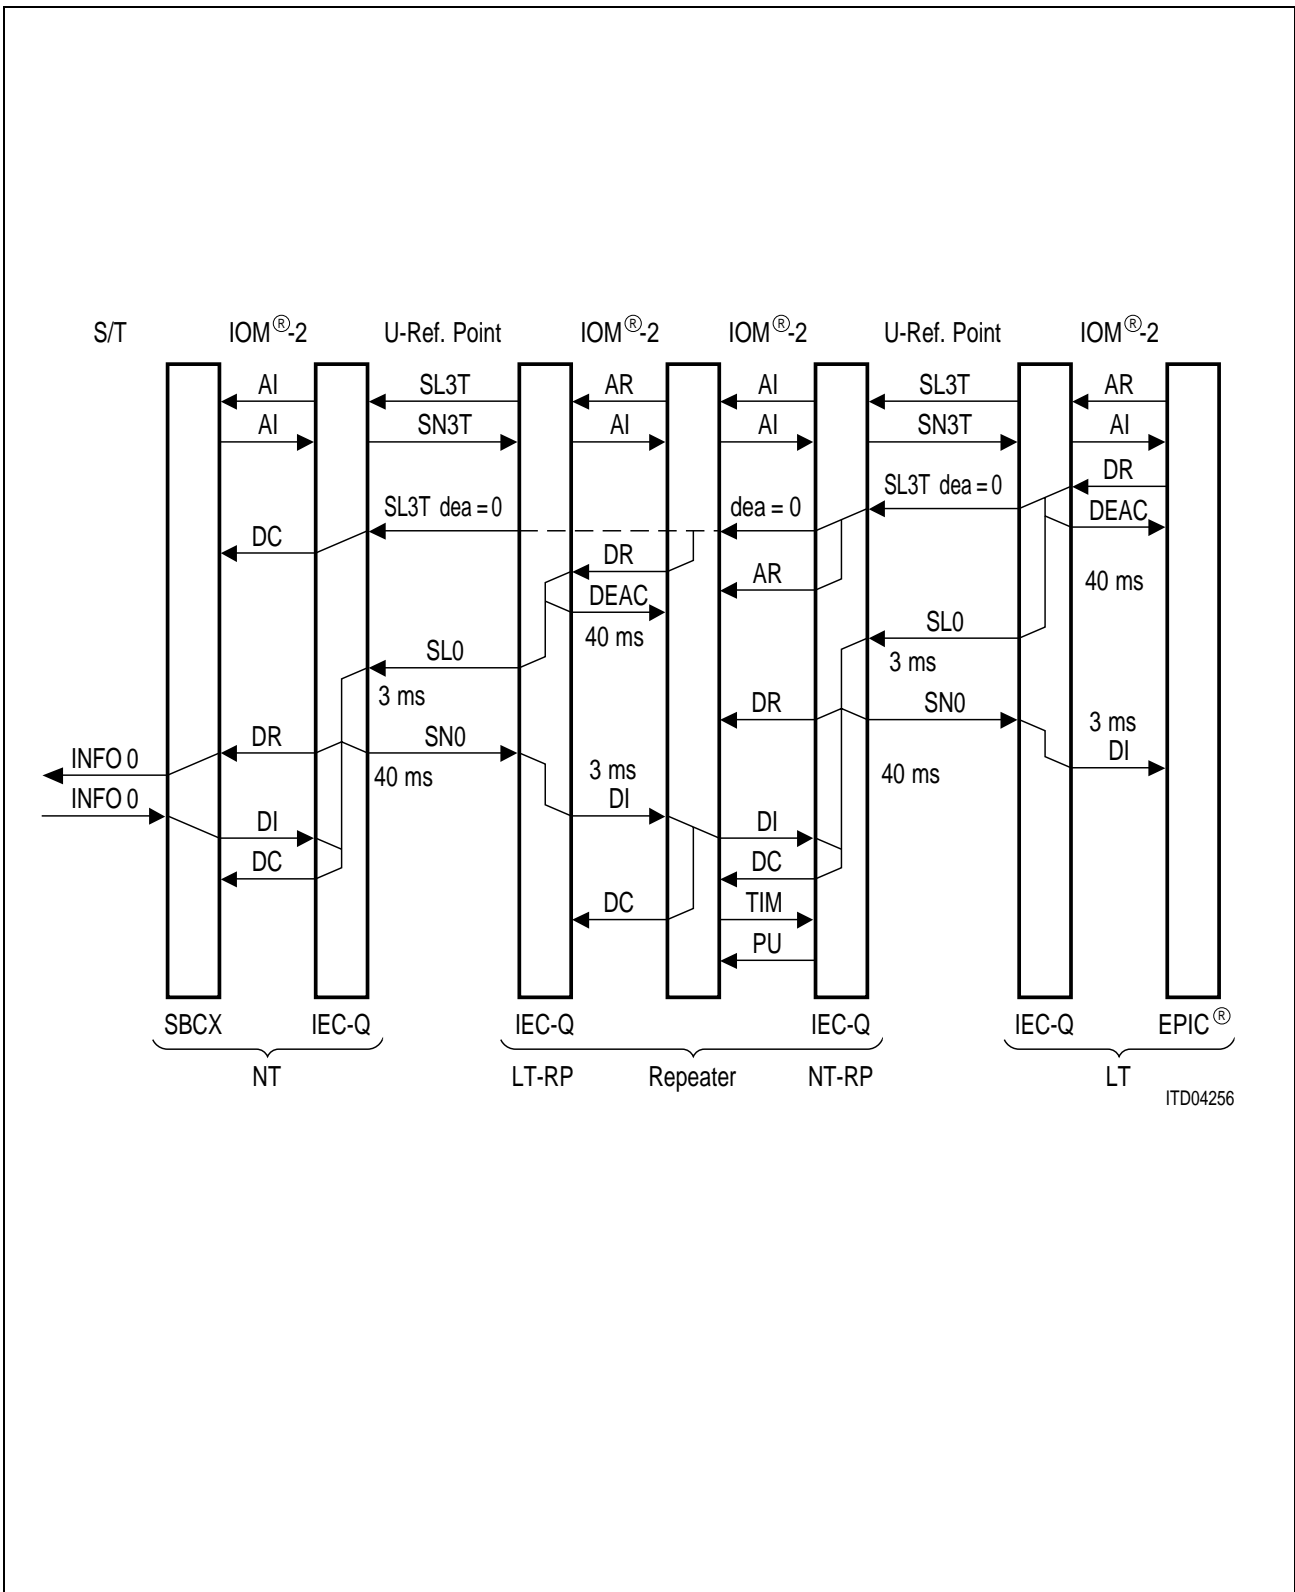 S/T IOM®-2 U-Ref. Point IOM®-2 IOM®-2 U-Ref. Point IOM®-2
AI SL3T AR AI SL3T AR
AI SN3T AI AI SN3T AI
DR
SL3T dea = 0
SL3T dea = 0 dea = 0 DEAC
DC
DR AR 40 ms
DEAC
40 ms SL0
SL0 3 ms
3 ms
DR SN0
DR SN0 3 ms
INFO 0 40 ms 3 ms 40 ms DI
INFO 0 DI
DI DI
DC DC
DC TIM
PU
SBCX IEC-Q IEC-Q IEC-Q IEC-Q EPIC®
NT LT-RP Repeater NT-RP LT
ITD04256